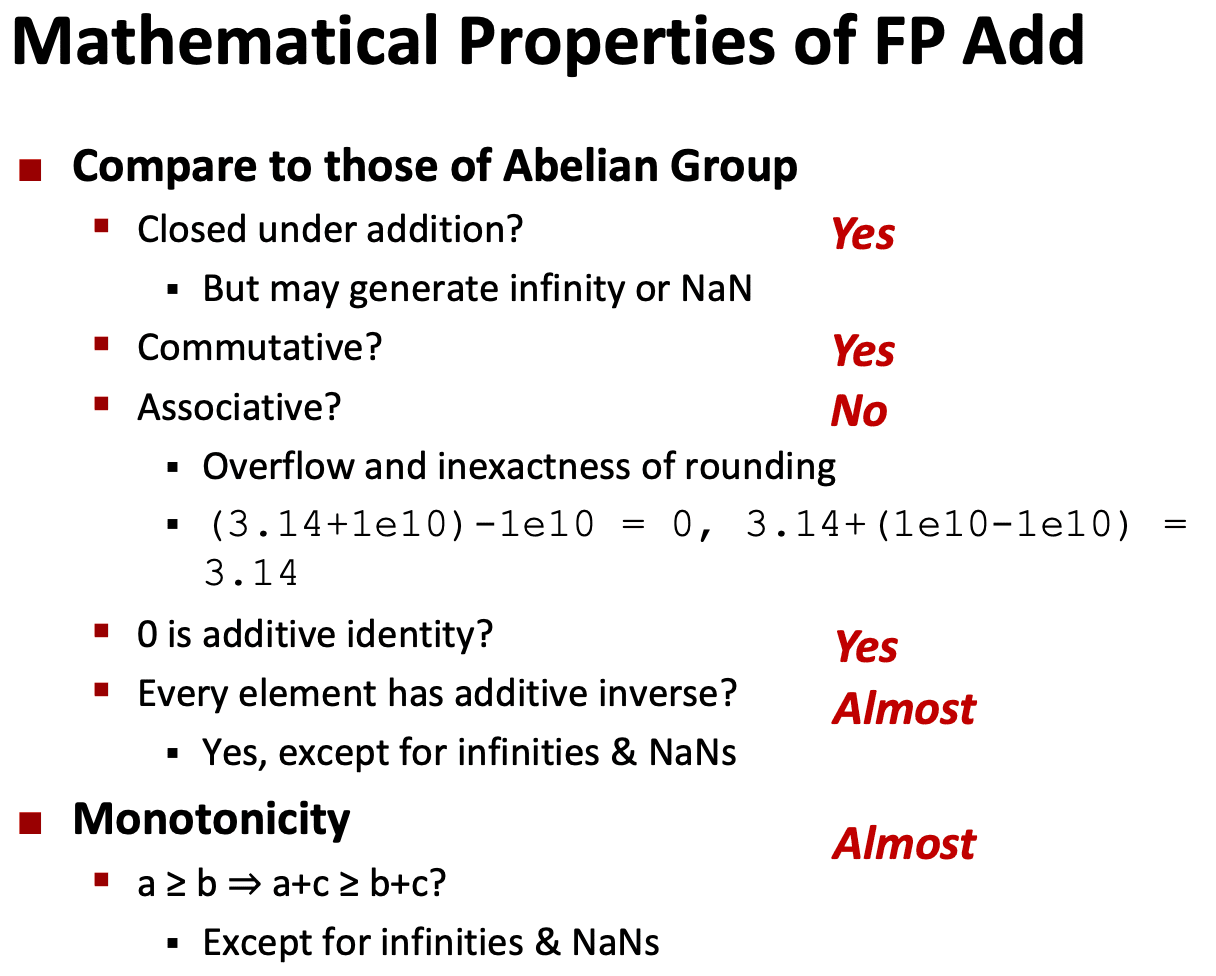 Mathematical Properties of FP Add
Compare to those of Abelian Group
Closed under addition? Yes
But may generate infinity or NaN
Commutative? Yes
Associative? No
Overflow and inexactness of rounding
(3.14+1e10)-1e10 = 0, 3.14+(1e10-1e10) =
3.14
0 is additive identity? Yes
Every element has additive inverse? Almost
Yes, except for infinities & NaNs
Monotonicity Almost
a ≥ b ⇒ a+c ≥ b+c?
Except for infinities & NaNs